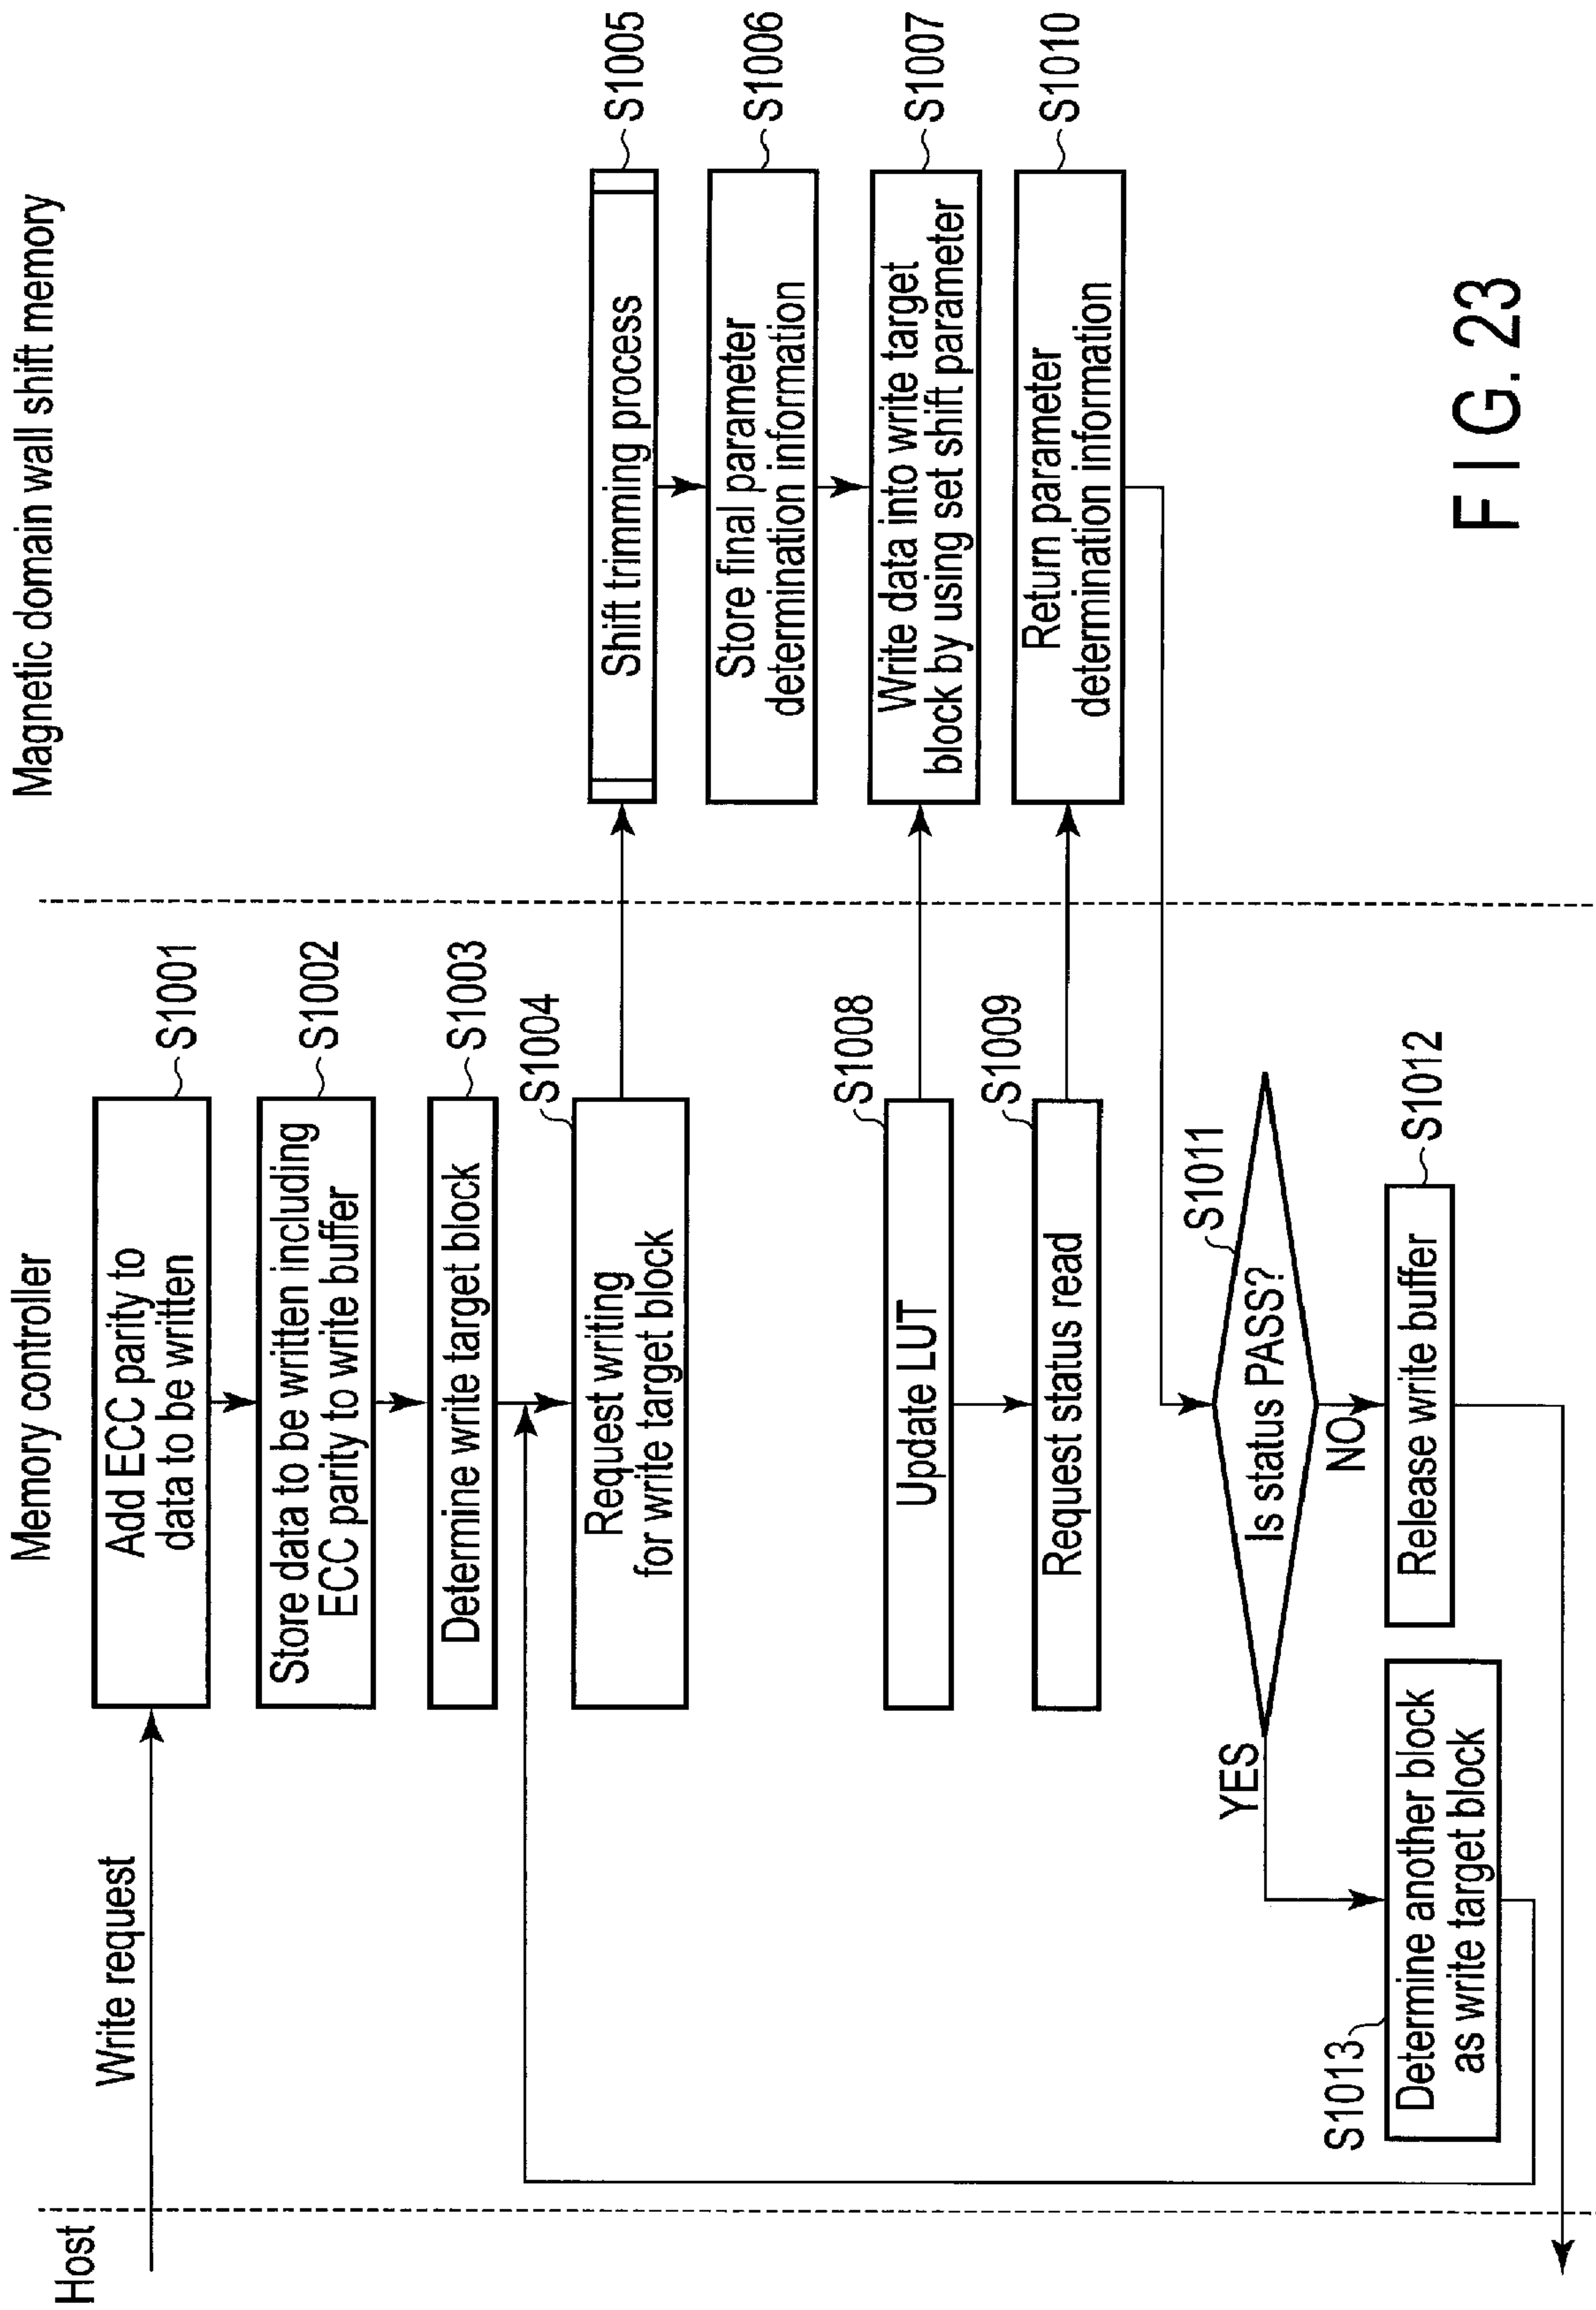 Host
Memory controller
Magnetic domain wall shift memory
Write request
Add ECC parity to
data to be written
S1001
Store data to be written including
ECC parity to write buffer
S1002
Determine write target block
S1003
Request writing
for write target block
S1004
Shift trimming process
S1005
Store final parameter
determination information
S1006
Write data into write target
block by using set shift parameter
S1007
Update LUT
S1008
Request status read
S1009
Return parameter
determination information
S1010
Is status PASS?
S1011
YES
NO
Release write buffer
S1012
Determine another block
as write target block
S1013
FIG. 23